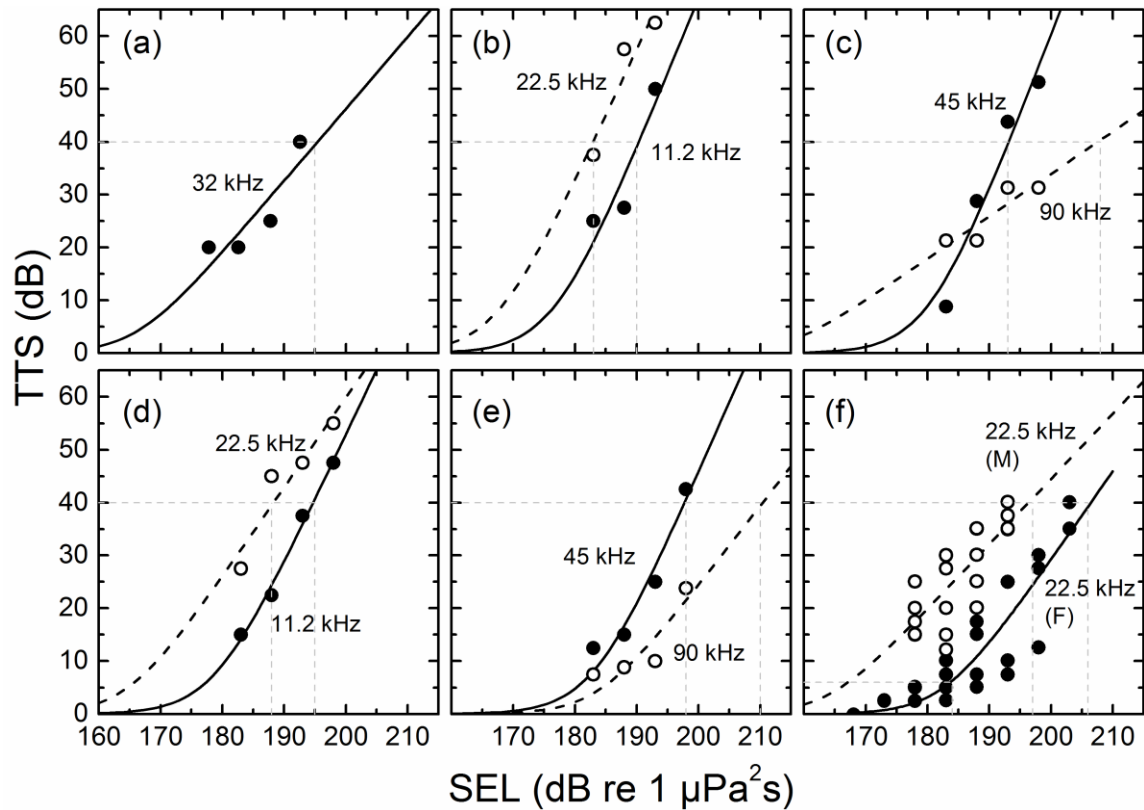 (a) (b) (c)
60
50
40
30
20
10
0
32 kHz
22.5 kHz
11.2 kHz
45 kHz
90 kHz
TTS (dB)
(d) (e) (f)
60
50
40
30
20
10
0
22.5 kHz
11.2 kHz
45 kHz
90 kHz
22.5 kHz
(M)
22.5 kHz
(F)
160 170 180 190 200 210 170 180 190 200 210 170 180 190 200 210
SEL (dB re 1 µPa²s)